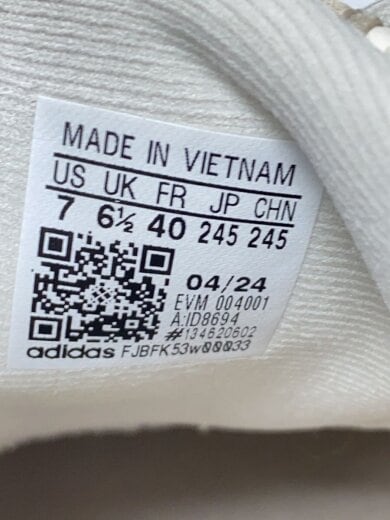 MADE IN VIETNAM
US UK FR JP CHN
7 6½ 40 245 245
04/24
EVM 004001
A:ID8694
#134620602
adidas FJBFK53w00033